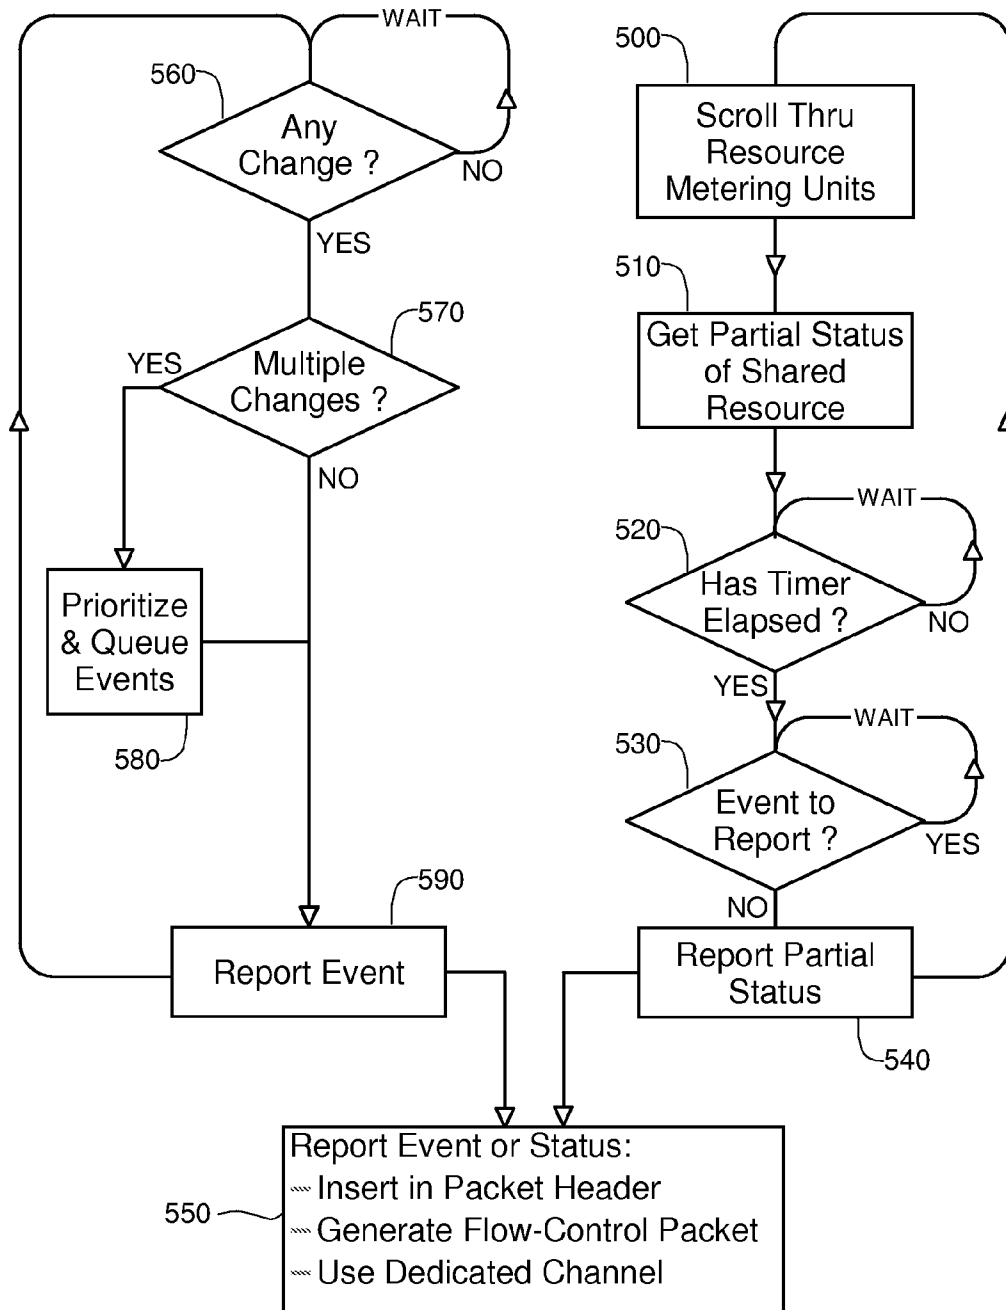 WAIT
560
Any
Change ?
NO
YES
570
YES
Multiple
Changes ?
NO
Prioritize
& Queue
Events
580
590
Report Event
500
Scroll Thru
Resource
Metering Units
510
Get Partial Status
of Shared
Resource
WAIT
520
Has Timer
Elapsed ?
NO
YES
WAIT
530
Event to
Report ?
YES
NO
Report Partial
Status
540
550
Report Event or Status:
Insert in Packet Header
Generate Flow-Control Packet
Use Dedicated Channel